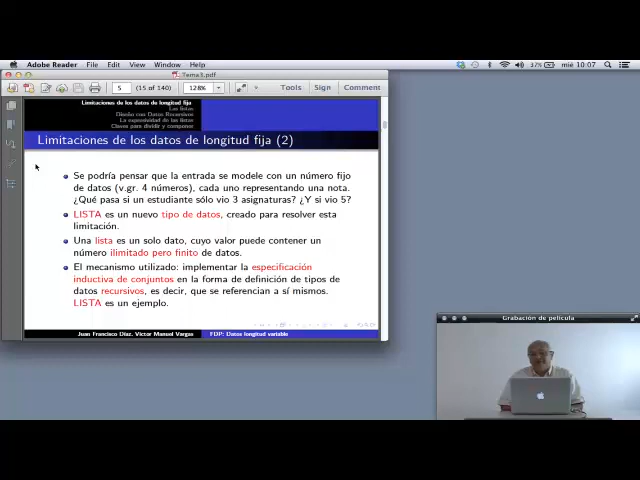 Adobe Reader File Edit View Window Help 37% mié 10:07
Tema3.pdf
5 (15 of 140) 128% Tools Sign Comment
Limitaciones de los datos de longitud fija
Las listas
Diseño con Datos Recursivos
La expresividad de las listas
Claves para dividir y componer
Limitaciones de los datos de longitud fija (2)
Se podría pensar que la entrada se modele con un número fijo
de datos (v.gr. 4 números), cada uno representando una nota.
¿Qué pasa si un estudiante sólo vio 3 asignaturas? ¿Y si vio 5?
LISTA es un nuevo tipo de datos, creado para resolver esta
limitación.
Una lista es un solo dato, cuyo valor puede contener un
número ilimitado pero finito de datos.
El mecanismo utilizado: implementar la especificación
inductiva de conjuntos en la forma de definición de tipos de
datos recursivos, es decir, que se referencian a sí mismos.
LISTA es un ejemplo.
Juan Francisco Díaz. Víctor Manuel Vargas FDP: Datos longitud variable
Grabación de película